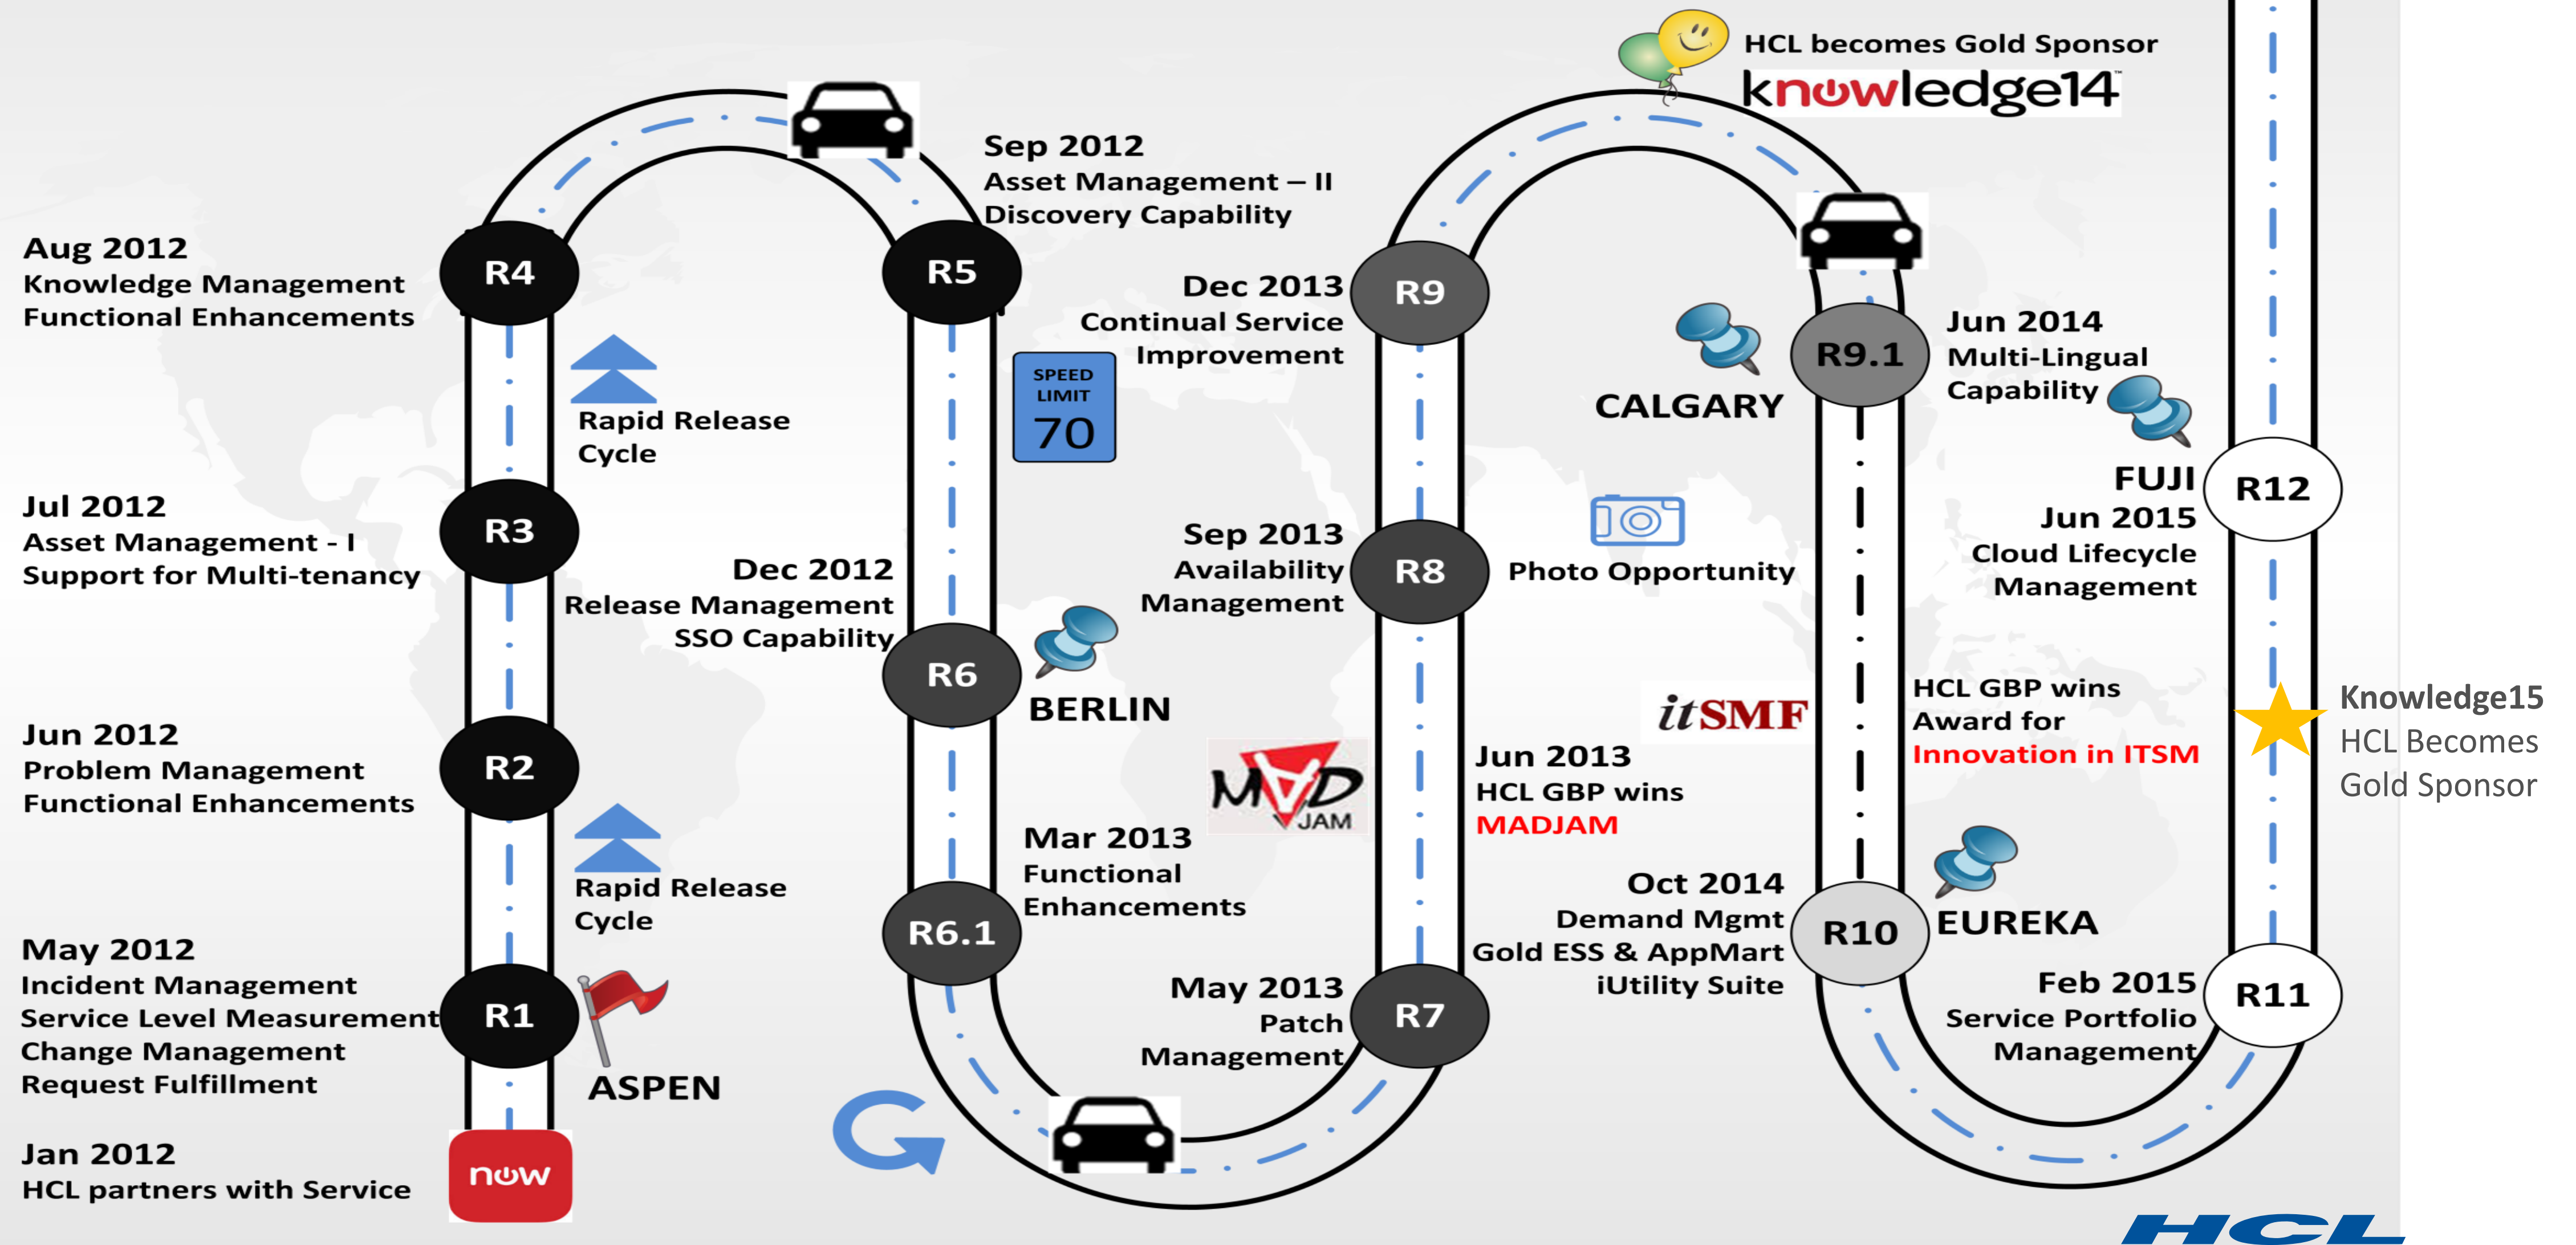 Jan 2012
HCL partners with Service
now
May 2012
Incident Management
Service Level Measurement
Change Management
Request Fulfillment
R1
ASPEN
Rapid Release
Cycle
Jun 2012
Problem Management
Functional Enhancements
R2
Jul 2012
Asset Management - I
Support for Multi-tenancy
R3
Rapid Release
Cycle
Aug 2012
Knowledge Management
Functional Enhancements
R4
Sep 2012
Asset Management – II
Discovery Capability
R5
SPEED
LIMIT
70
Dec 2012
Release Management
SSO Capability
R6
BERLIN
Mar 2013
Functional
Enhancements
R6.1
May 2013
Patch
Management
R7
MAD
JAM
Jun 2013
HCL GBP wins
MADJAM
Sep 2013
Availability
Management
R8
Photo Opportunity
Dec 2013
Continual Service
Improvement
R9
HCL becomes Gold Sponsor
knowledge14™
CALGARY
R9.1
Jun 2014
Multi-Lingual
Capability
itSMF
HCL GBP wins
Award for
Innovation in ITSM
Oct 2014
Demand Mgmt
Gold ESS & AppMart
iUtility Suite
R10
EUREKA
Feb 2015
Service Portfolio
Management
R11
Knowledge15
HCL Becomes
Gold Sponsor
FUJI
Jun 2015
Cloud Lifecycle
Management
R12
HCL